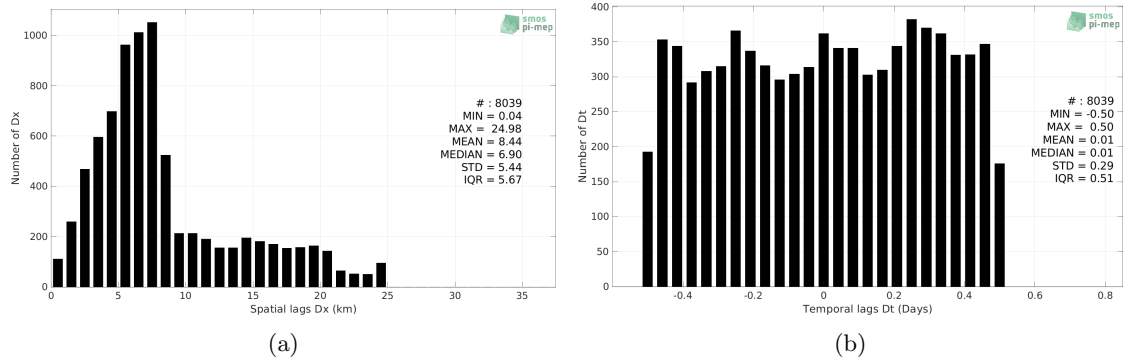 1000
800
600
400
200
0
Number of Dx
0 5 10 15 20 25 30 35
Spatial lags Dx (km)
smos
pi-mep
# : 8039
MIN = 0.04
MAX = 24.98
MEAN = 8.44
MEDIAN = 6.90
STD = 5.44
IQR = 5.67
(a)
400
350
300
250
200
150
100
50
0
Number of Dt
-0.4 -0.2 0 0.2 0.4 0.6 0.8
Temporal lags Dt (Days)
smos
pi-mep
# : 8039
MIN = -0.50
MAX = 0.50
MEAN = 0.01
MEDIAN = 0.01
STD = 0.29
IQR = 0.51
(b)